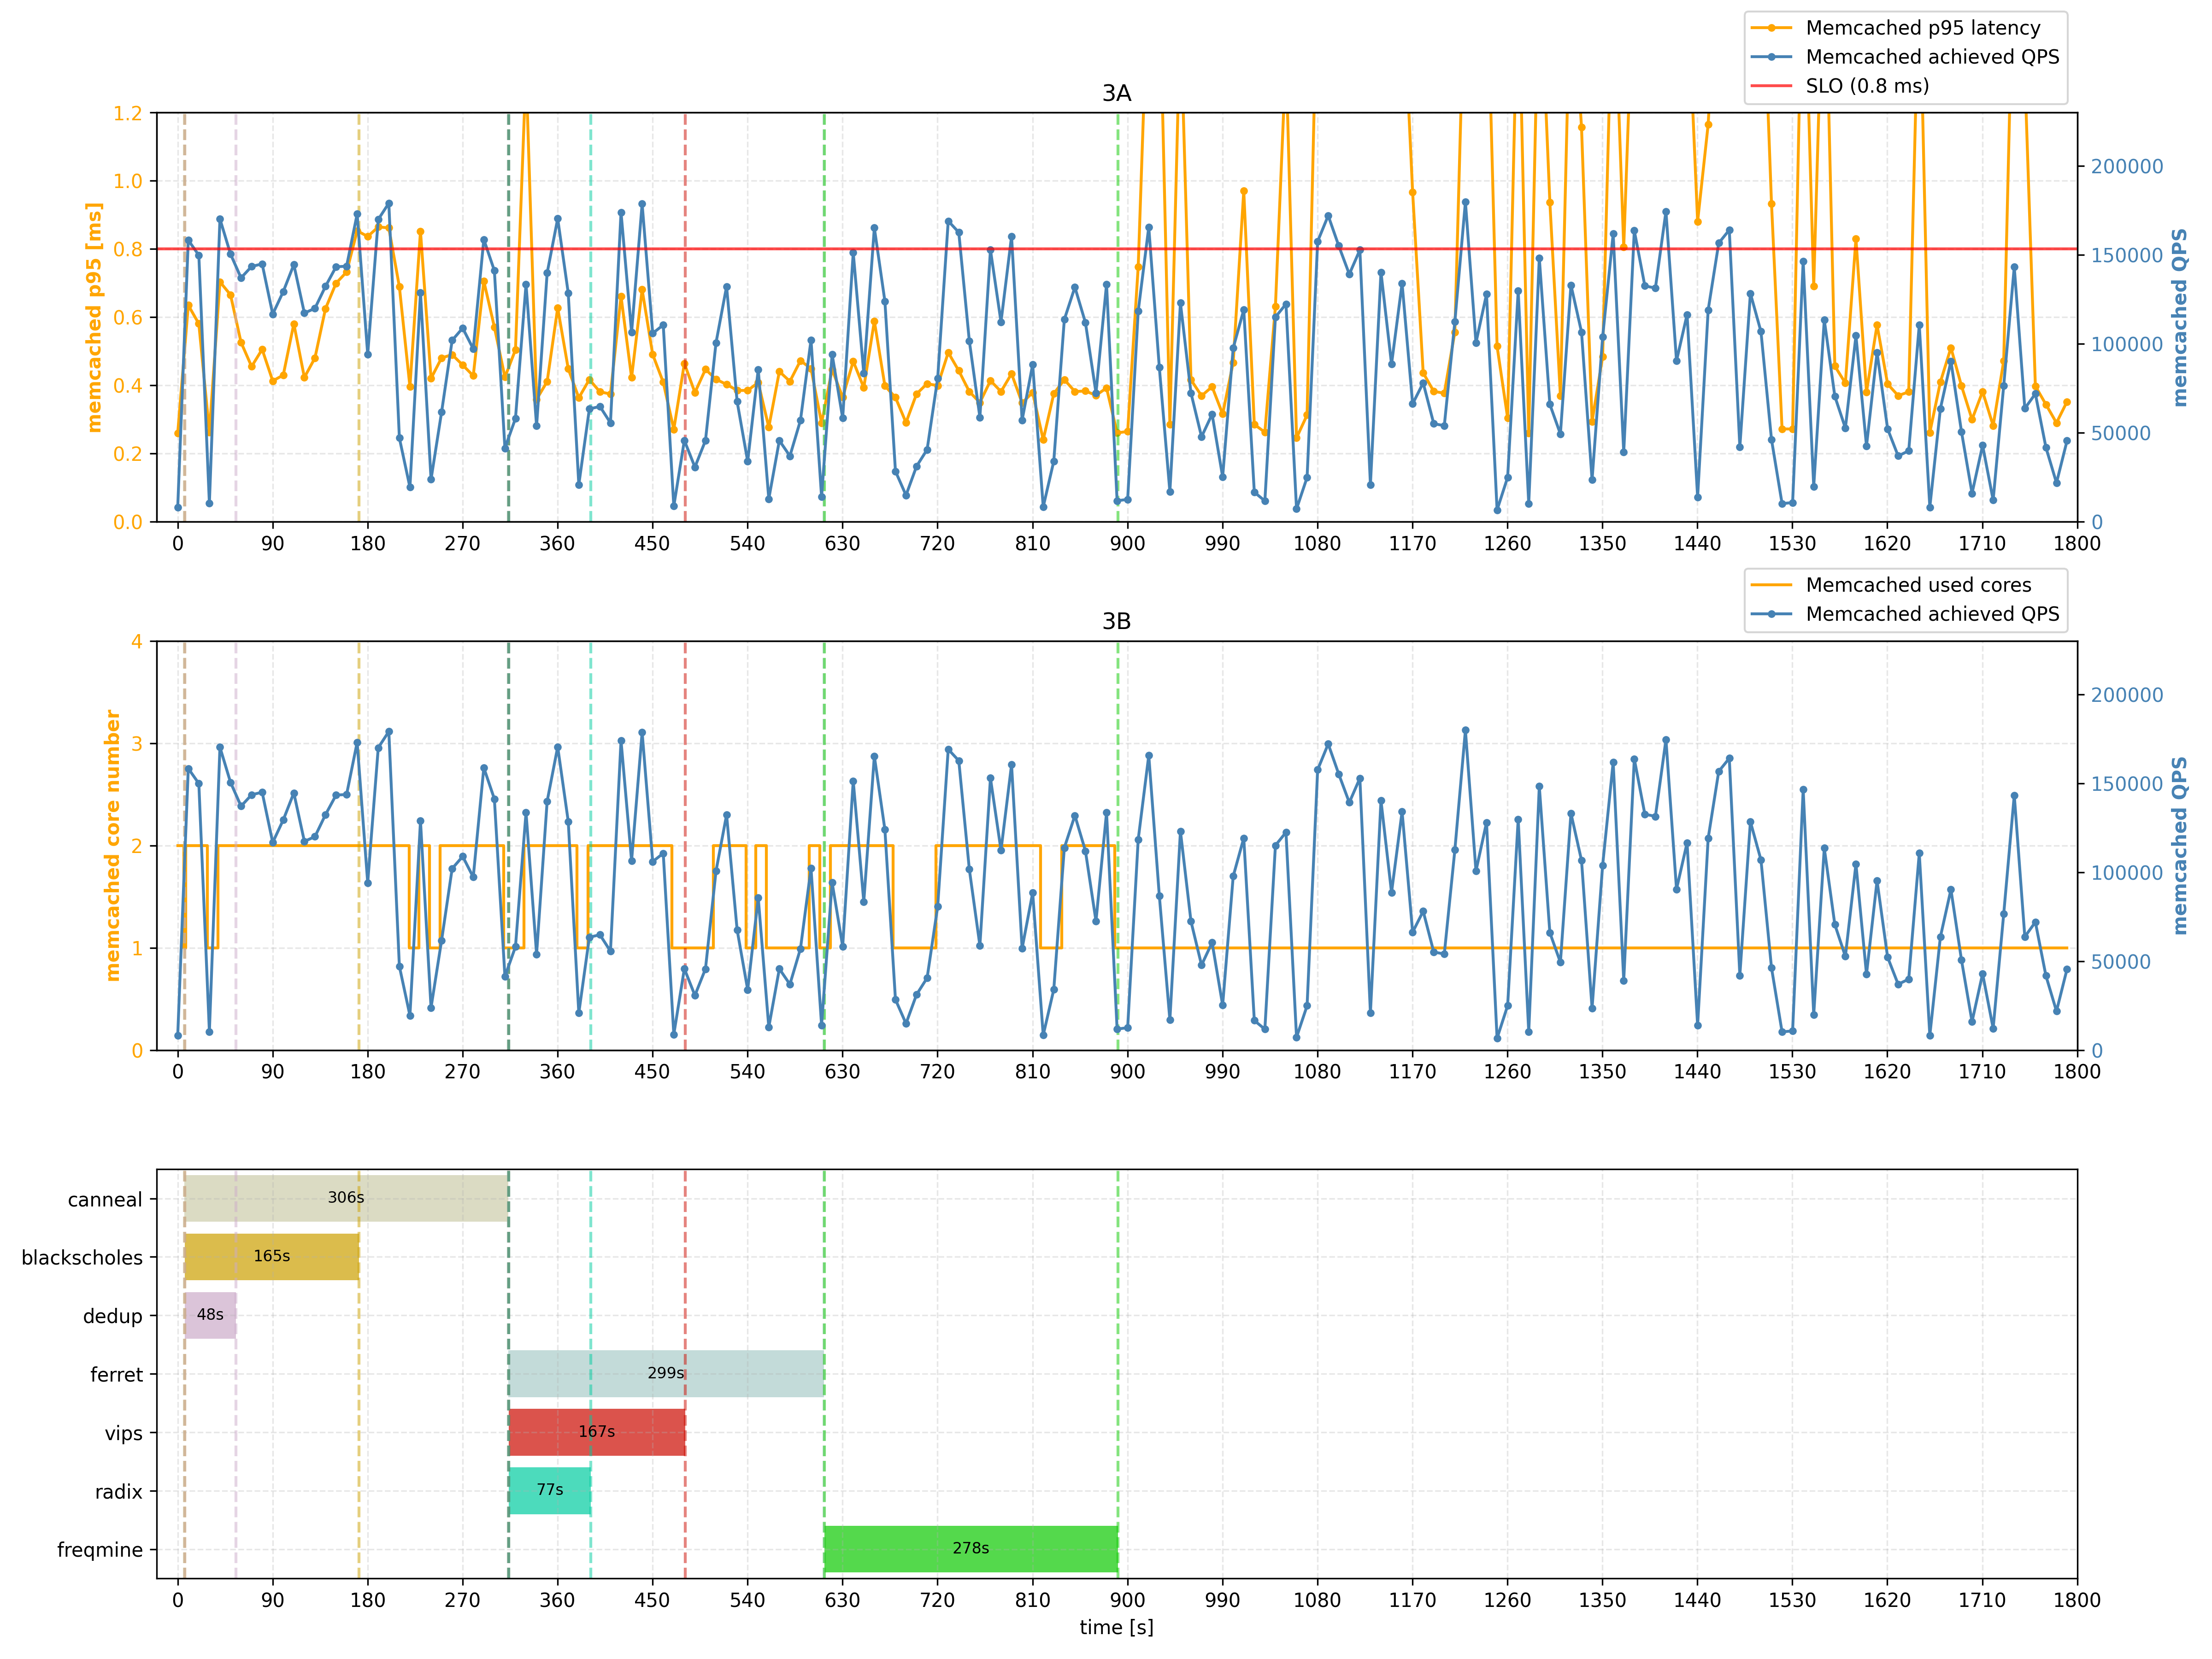 Memcached p95 latency
Memcached achieved QPS
SLO (0.8 ms)
3A
memcached p95 [ms]
1.2
1.0
0.8
0.6
0.4
0.2
0.0
200000
150000
100000
50000
0
memcached QPS
0 90 180 270 360 450 540 630 720 810 900 990 1080 1170 1260 1350 1440 1530 1620 1710 1800
Memcached used cores
Memcached achieved QPS
3B
memcached core number
4
3
2
1
0
200000
150000
100000
50000
0
memcached QPS
0 90 180 270 360 450 540 630 720 810 900 990 1080 1170 1260 1350 1440 1530 1620 1710 1800
canneal 306s
blackscholes 165s
dedup 48s
ferret 299s
vips 167s
radix 77s
freqmine 278s
0 90 180 270 360 450 540 630 720 810 900 990 1080 1170 1260 1350 1440 1530 1620 1710 1800
time [s]